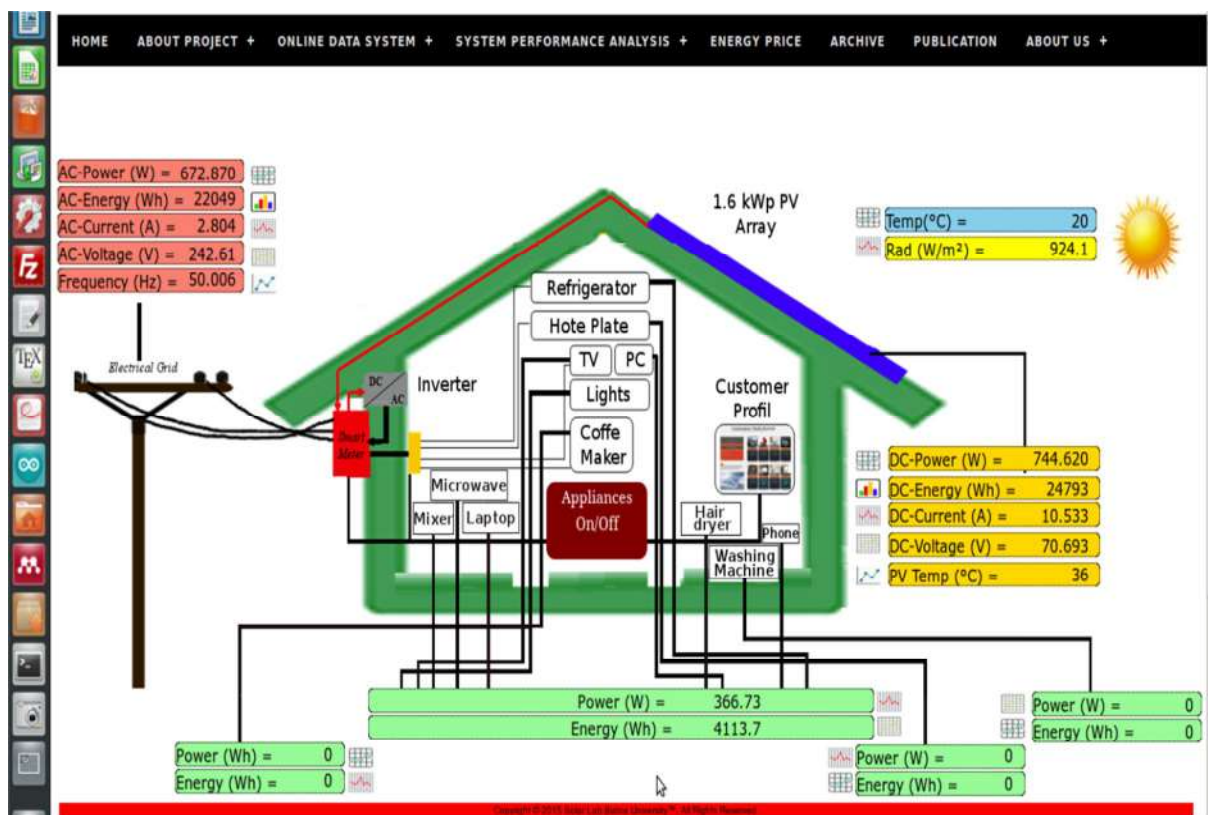 HOME ABOUT PROJECT + ONLINE DATA SYSTEM + SYSTEM PERFORMANCE ANALYSIS + ENERGY PRICE ARCHIVE PUBLICATION ABOUT US +
AC-Power (W) = 672.870
AC-Energy (Wh) = 22049
AC-Current (A) = 2.804
AC-Voltage (V) = 242.61
Frequency (Hz) = 50.006
1.6 kWp PV
Array
Temp(°C) = 20
Rad (W/m²) = 924.1
Electrical Grid
DC
AC
Inverter
Smart
Meter
Refrigerator
Hote Plate
TV
PC
Lights
Coffe
Maker
Customer
Profil
Microwave
Mixer
Laptop
Appliances
On/Off
Hair
dryer
Phone
Washing
Machine
DC-Power (W) = 744.620
DC-Energy (Wh) = 24793
DC-Current (A) = 10.533
DC-Voltage (V) = 70.693
PV Temp (°C) = 36
Power (W) = 366.73
Energy (Wh) = 4113.7
Power (Wh) = 0
Energy (Wh) = 0
Power (W) = 0
Energy (Wh) = 0
Power (W) = 0
Energy (Wh) = 0
TEX
Fz